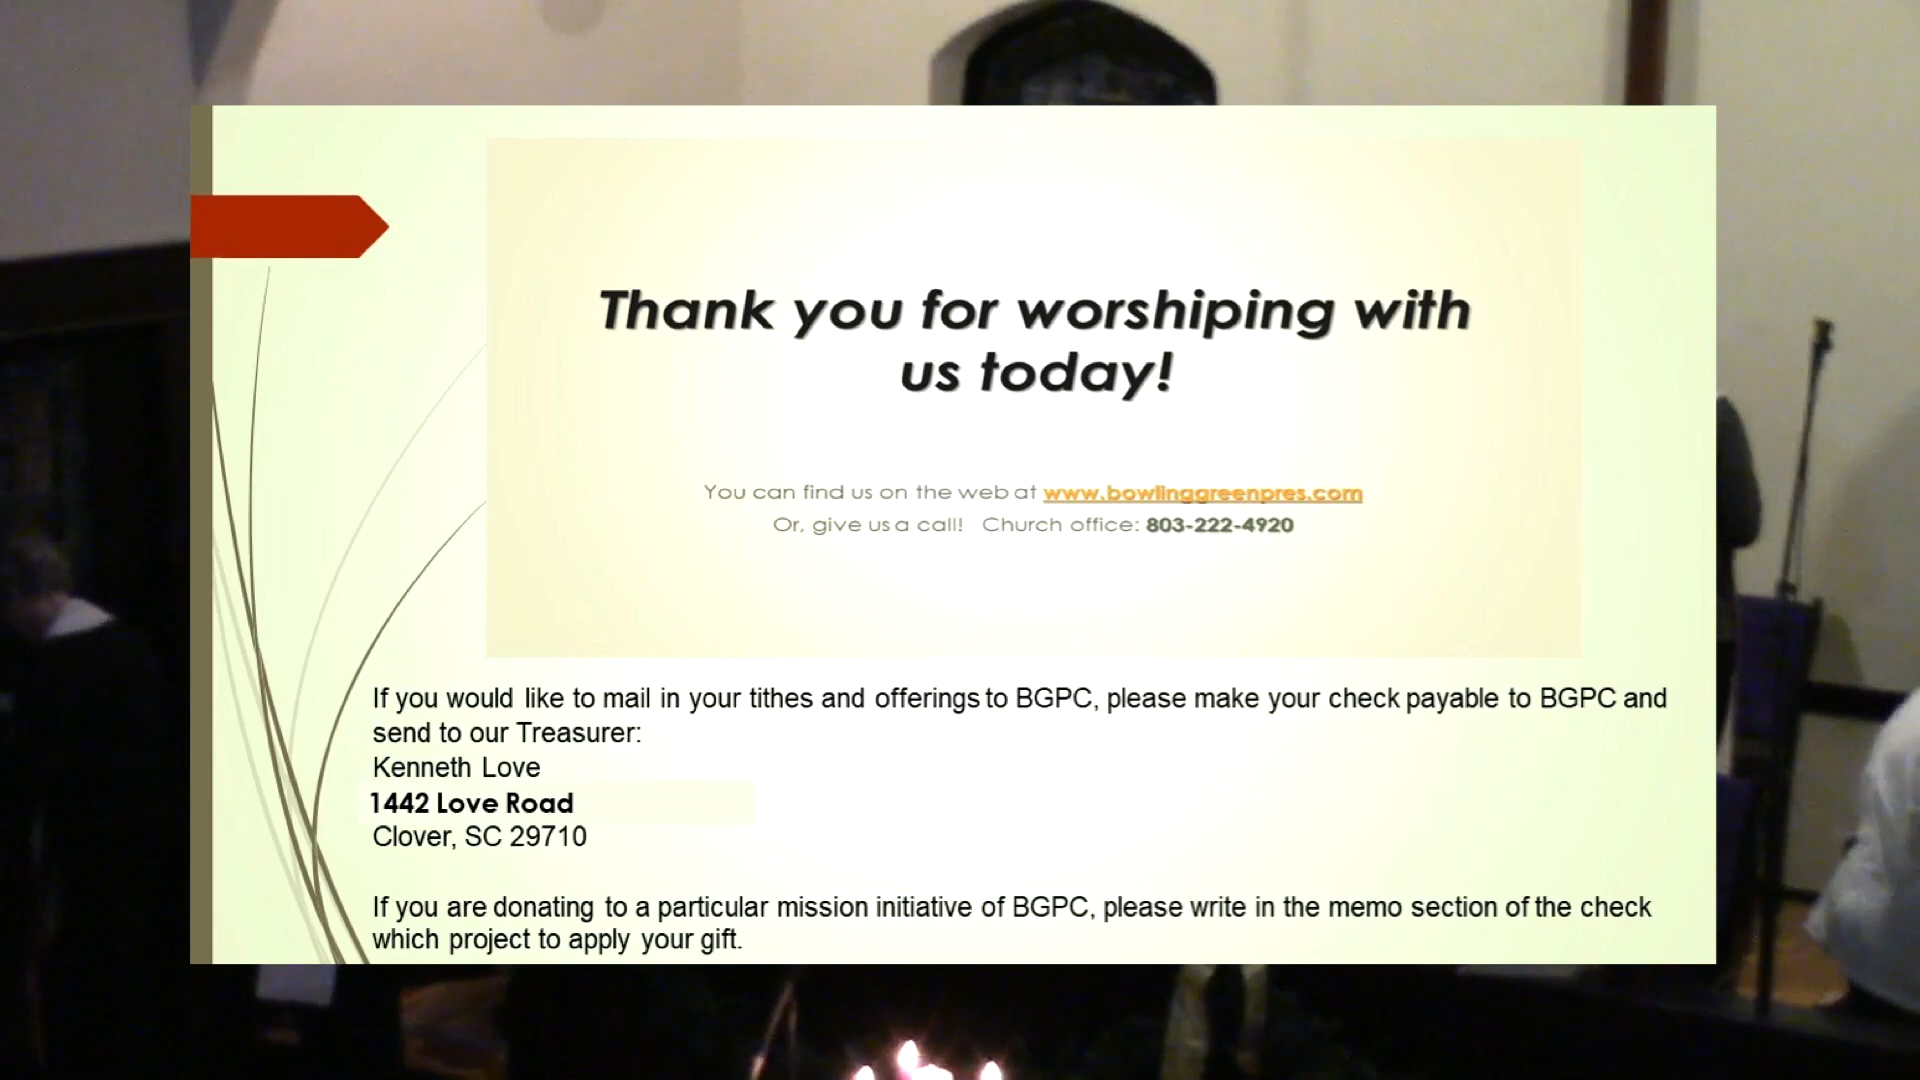 Thank you for worshiping with
us today!
You can find us on the web at www.bowlinggreenpres.com
Or, give us a call! Church office: 803-222-4920
If you would like to mail in your tithes and offerings to BGPC, please make your check payable to BGPC and
send to our Treasurer:
Kenneth Love
1442 Love Road
Clover, SC 29710
If you are donating to a particular mission initiative of BGPC, please write in the memo section of the check
which project to apply your gift.